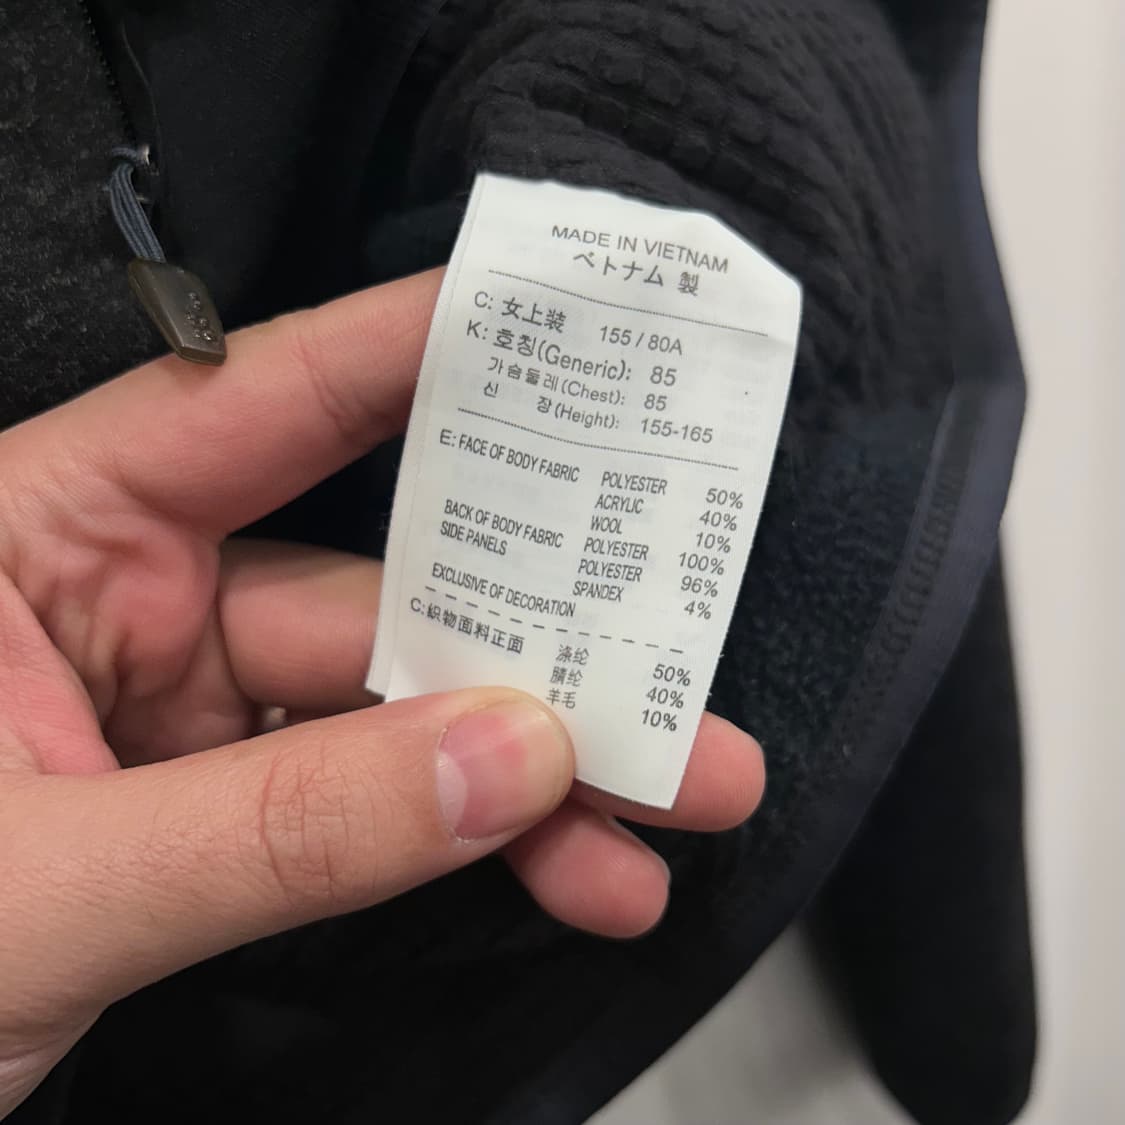 MADE IN VIETNAM
ベトナム 製
C: 女上装 155 / 80A
K: 호칭(Generic): 85
가슴둘레(Chest): 85
신 장(Height): 155-165
E: FACE OF BODY FABRIC POLYESTER 50%
ACRYLIC 40%
WOOL 10%
BACK OF BODY FABRIC POLYESTER 100%
SIDE PANELS POLYESTER 96%
SPANDEX 4%
EXCLUSIVE OF DECORATION
C:織物面料正面 涤纶 50%
腈纶 40%
羊毛 10%